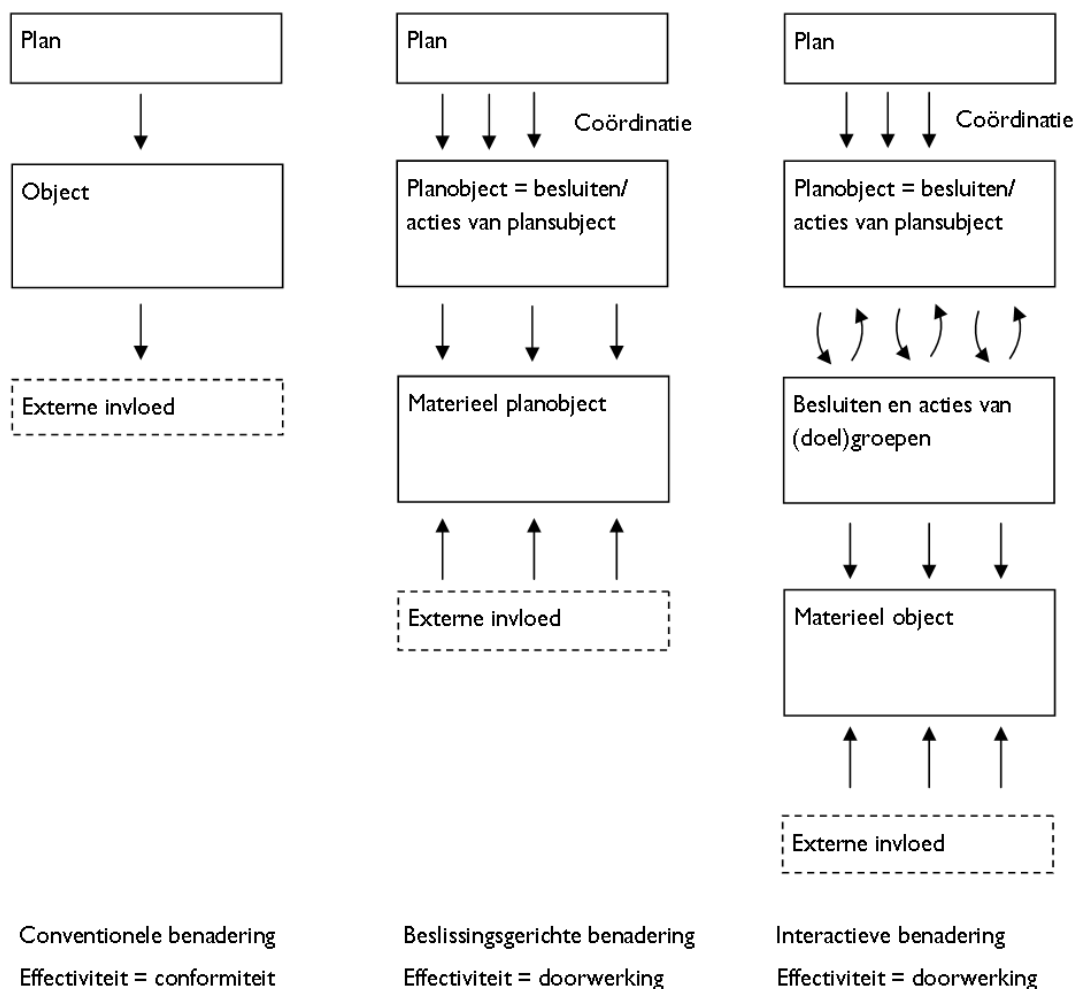 Plan
Object
Externe invloed
Conventionele benadering
Effectiviteit = conformiteit
Plan
Coördinatie
Planobject = besluiten/
acties van plansubject
Materieel planobject
Externe invloed
Beslissingsgerichte benadering
Effectiviteit = doorwerking
Plan
Coördinatie
Planobject = besluiten/
acties van plansubject
Besluiten en acties van
(doel)groepen
Materieel object
Externe invloed
Interactieve benadering
Effectiviteit = doorwerking